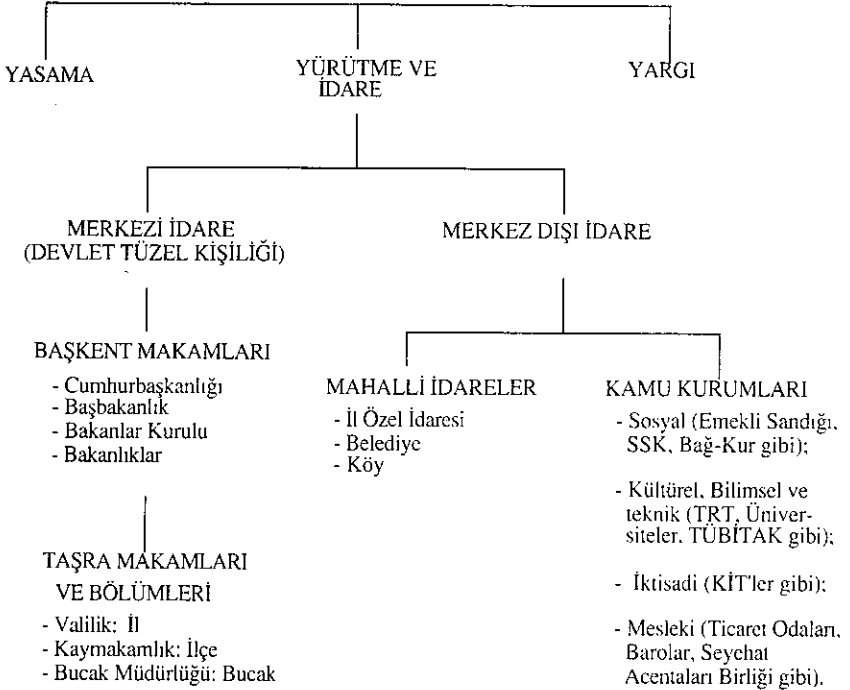 YASAMA
YÜRÜTME VE
İDARE
YARGI
MERKEZİ İDARE
(DEVLET TÜZEL KİŞİLİĞİ)
MERKEZ DIŞI İDARE
BAŞKENT MAKAMLARI
- Cumhurbaşkanlığı
- Başbakanlık
- Bakanlar Kurulu
- Bakanlıklar
TAŞRA MAKAMLARI
VE BÖLÜMLERİ
- Valilik: İl
- Kaymakamlık: İlçe
- Bucak Müdürlüğü: Bucak
MAHALLİ İDARELER
- İl Özel İdaresi
- Belediye
- Köy
KAMU KURUMLARI
- Sosyal (Emekli Sandığı,
SSK, Bağ-Kur gibi);
- Kültürel, Bilimsel ve
teknik (TRT, Üniver-
siteler, TÜBİTAK gibi);
- İktisadi (KİT'ler gibi);
- Mesleki (Ticaret Odaları,
Barolar, Seyehat
Acentaları Birliği gibi).